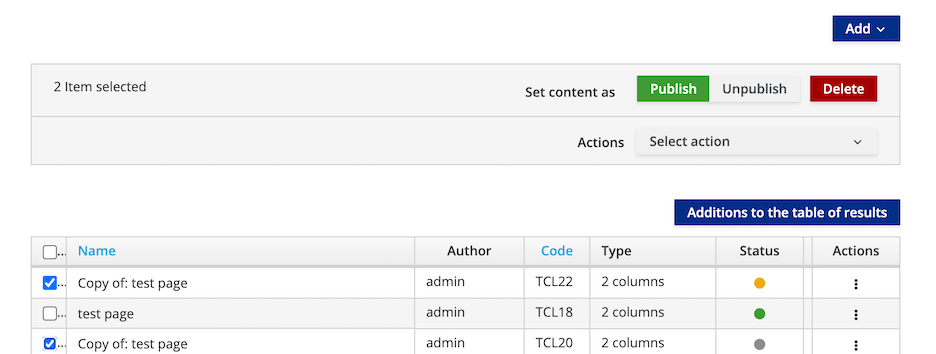 Add
2 Item selected
Set content as Publish Unpublish Delete
Actions Select action
Additions to the table of results
... Name Author Code Type Status Actions
... Copy of: test page admin TCL22 2 columns
... test page admin TCL18 2 columns
... Copy of: test page admin TCL20 2 columns